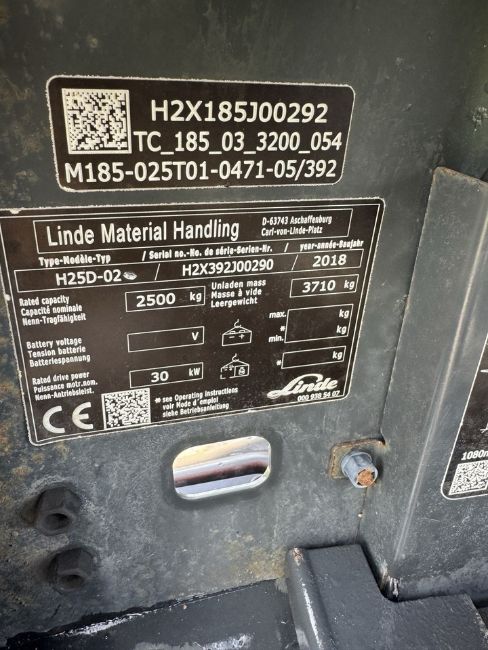 H2X185J00292
TC_185_03_3200_054
M185-025T01-0471-05/392
Linde Material Handling
D-63743 Aschaffenburg
Carl-von-Linde-Platz
Type-Modèle-Typ / Serial no.-No. de série-Serien-Nr. / year-année-Baujahr
H25D-02 / H2X392J00290 / 2018
Rated capacity
Capacité nominale
Nenn-Tragfähigkeit
2500 kg
Unladen mass
Masse à vide
Leergewicht
3710 kg
Battery voltage
Tension batterie
Batteriespannung
V
max. kg
* kg
min.
* kg
Rated drive power
Puissance motr.nom.
Nenn-Antriebsleist.
30 kW
CE
* see Operating instructions
voir Mode d'emploi
siehe Betriebsanleitung
Linde
000 938 54 07
1080m